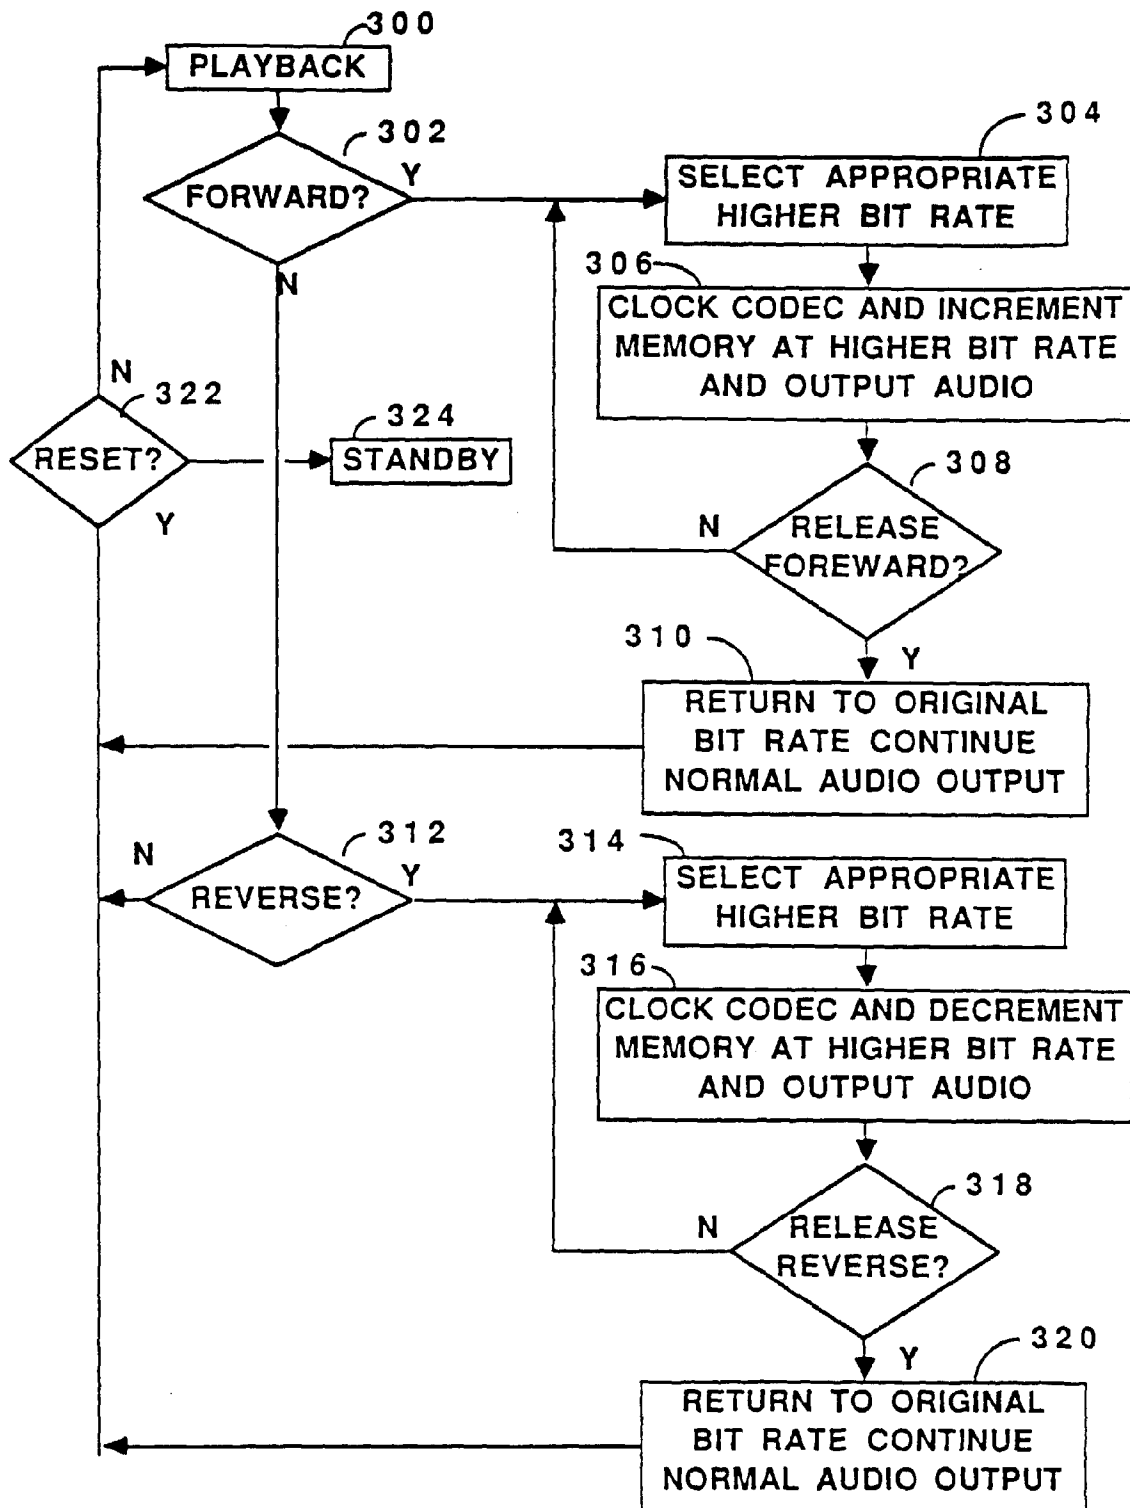 300
PLAYBACK
302
FORWARD?
Y
N
304
SELECT APPROPRIATE
HIGHER BIT RATE
306
CLOCK CODEC AND INCREMENT
MEMORY AT HIGHER BIT RATE
AND OUTPUT AUDIO
N
322
RESET?
Y
324
STANDBY
308
RELEASE
FOREWARD?
N
Y
310
RETURN TO ORIGINAL
BIT RATE CONTINUE
NORMAL AUDIO OUTPUT
312
REVERSE?
N
Y
314
SELECT APPROPRIATE
HIGHER BIT RATE
316
CLOCK CODEC AND DECREMENT
MEMORY AT HIGHER BIT RATE
AND OUTPUT AUDIO
318
RELEASE
REVERSE?
N
Y
320
RETURN TO ORIGINAL
BIT RATE CONTINUE
NORMAL AUDIO OUTPUT